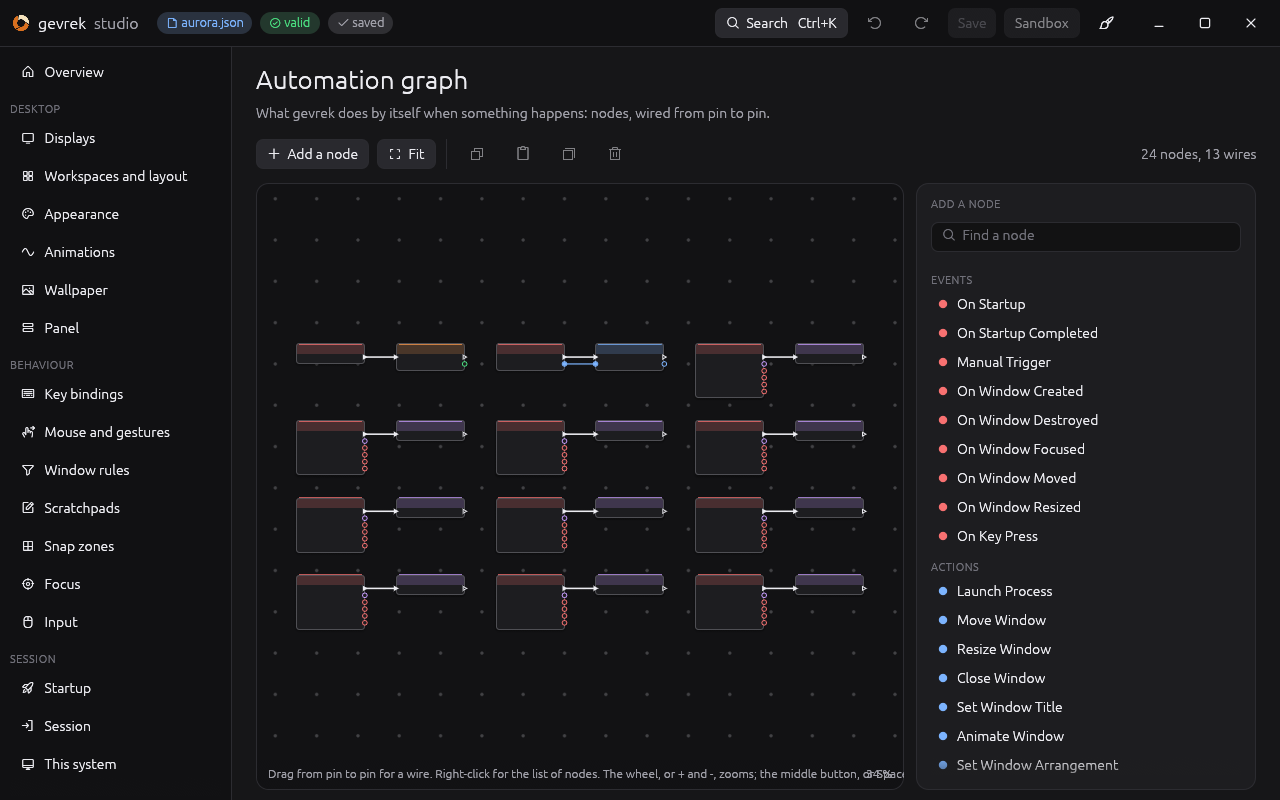 gevrek studio
aurora.json
valid
saved
Search Ctrl+K
Save
Sandbox
Overview
DESKTOP
Displays
Workspaces and layout
Appearance
Animations
Wallpaper
Panel
BEHAVIOUR
Key bindings
Mouse and gestures
Window rules
Scratchpads
Snap zones
Focus
Input
SESSION
Startup
Session
This system
Automation graph
What gevrek does by itself when something happens: nodes, wired from pin to pin.
Add a node
Fit
24 nodes, 13 wires
Drag from pin to pin for a wire. Right-click for the list of nodes. The wheel, or + and -, zooms; the middle button, or Space
ADD A NODE
Find a node
EVENTS
On Startup
On Startup Completed
Manual Trigger
On Window Created
On Window Destroyed
On Window Focused
On Window Moved
On Window Resized
On Key Press
ACTIONS
Launch Process
Move Window
Resize Window
Close Window
Set Window Title
Animate Window
Set Window Arrangement